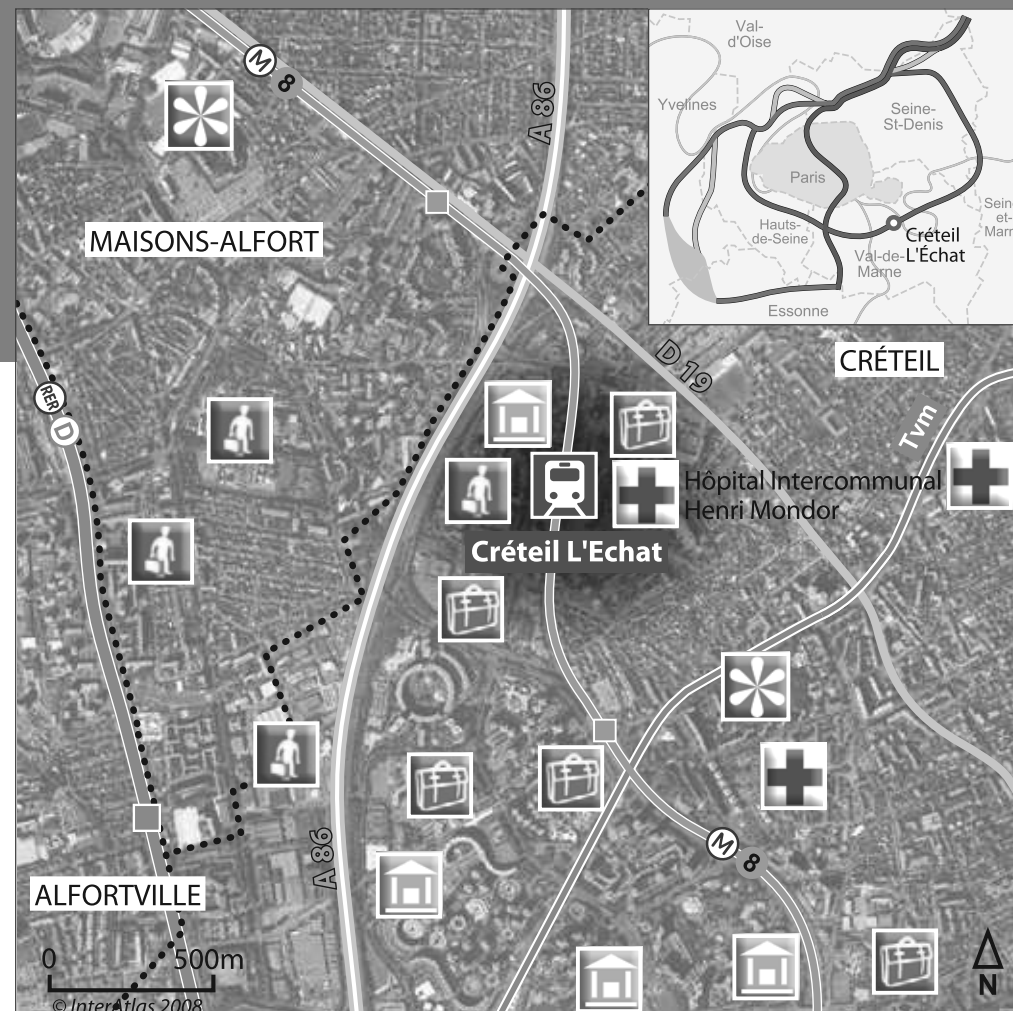 M 8
A 86
MAISONS-ALFORT
Val-
d'Oise
Yvelines
Seine-
St-Denis
Paris
Hauts-
de-Seine
Créteil
L'Échat
Val-de-
Marne
Essonne
D 19
CRÉTEIL
Tvm
RER D
Hôpital Intercommunal
Henri Mondor
Créteil L'Echat
A 86
M 8
ALFORTVILLE
0 500m
© InterAtlas 2008
N